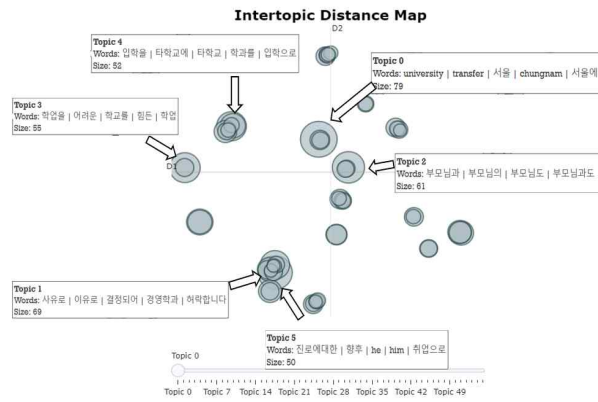 Intertopic Distance Map
D2
Topic 4
Words: 입학을 | 타학교에 | 타학교 | 학과를 | 입학으로
Size: 52
Topic 0
Words: university | transfer | 서울 | chungnam | 서울에
Size: 79
Topic 3
Words: 학업을 | 어려운 | 학교를 | 힘든 | 학업
Size: 55
D1
Topic 2
Words: 부모님과 | 부모님의 | 부모님도 | 부모님과도
Size: 61
Topic 1
Words: 사유로 | 이유로 | 결정되어 | 경영학과 | 허락합니다
Size: 69
Topic 5
Words: 진로에대한 | 향후 | he | him | 취업으로
Size: 50
Topic 0
Topic 0 Topic 7 Topic 14 Topic 21 Topic 28 Topic 35 Topic 42 Topic 49